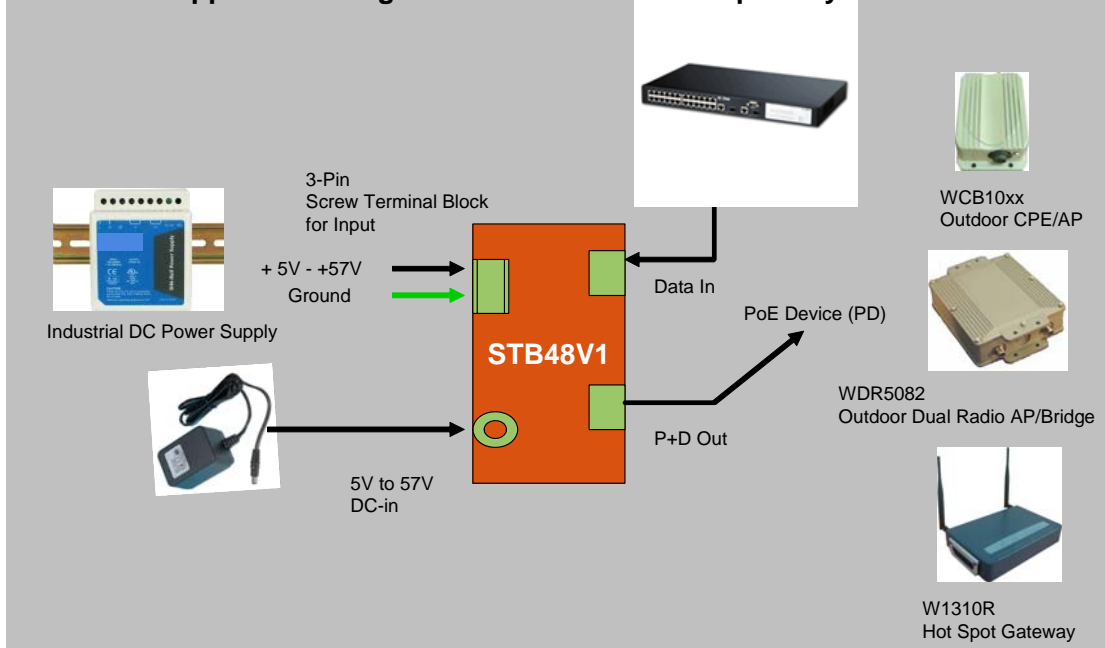 3-Pin
Screw Terminal Block
for Input
+ 5V - +57V
Ground
Industrial DC Power Supply
5V to 57V
DC-in
STB48V1
Data In
P+D Out
PoE Device (PD)
WCB10xx
Outdoor CPE/AP
WDR5082
Outdoor Dual Radio AP/Bridge
W1310R
Hot Spot Gateway